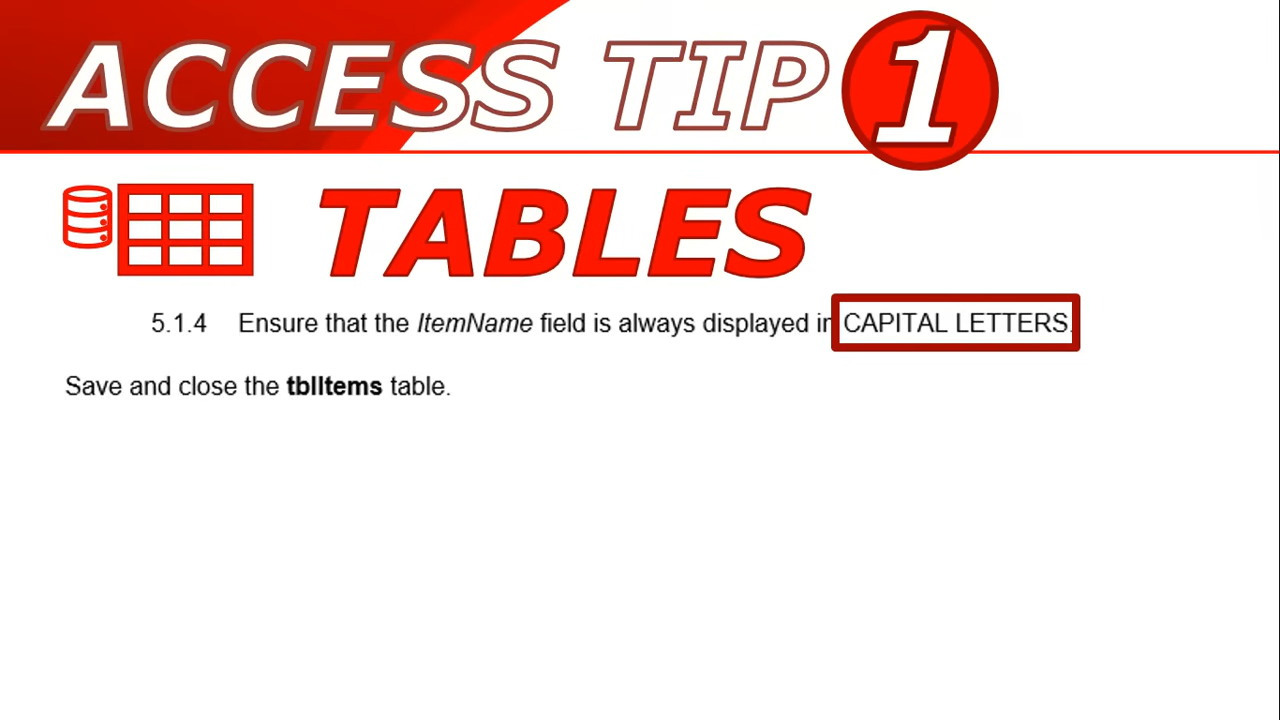 ACCESS TIP 1
TABLES
5.1.4 Ensure that the ItemName field is always displayed in CAPITAL LETTERS.
Save and close the tblItems table.